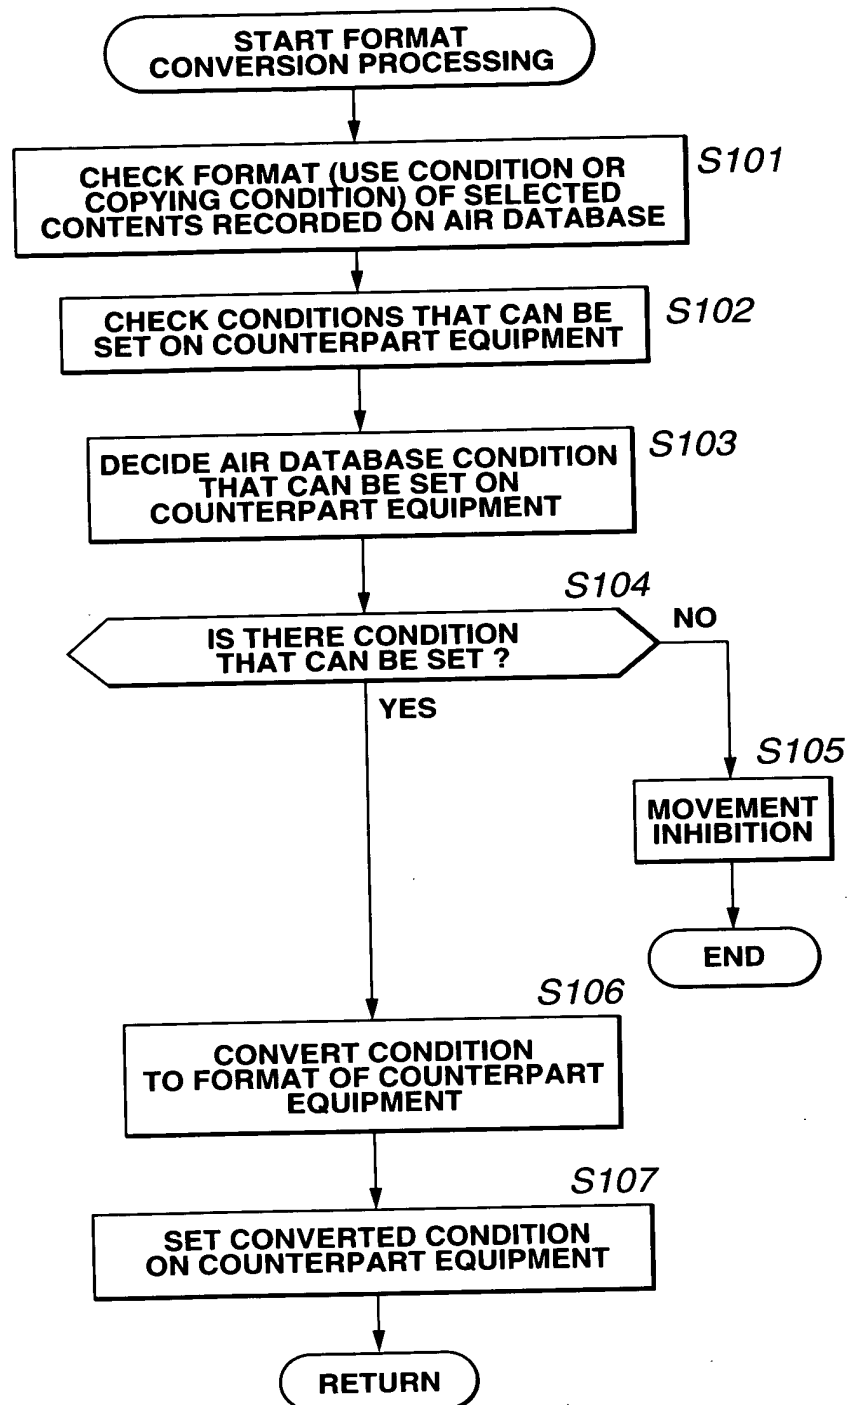 START FORMAT
CONVERSION PROCESSING
S101
CHECK FORMAT (USE CONDITION OR
COPYING CONDITION) OF SELECTED
CONTENTS RECORDED ON AIR DATABASE
S102
CHECK CONDITIONS THAT CAN BE
SET ON COUNTERPART EQUIPMENT
S103
DECIDE AIR DATABASE CONDITION
THAT CAN BE SET ON
COUNTERPART EQUIPMENT
S104
IS THERE CONDITION
THAT CAN BE SET ?
NO
YES
S105
MOVEMENT
INHIBITION
END
S106
CONVERT CONDITION
TO FORMAT OF COUNTERPART
EQUIPMENT
S107
SET CONVERTED CONDITION
ON COUNTERPART EQUIPMENT
RETURN